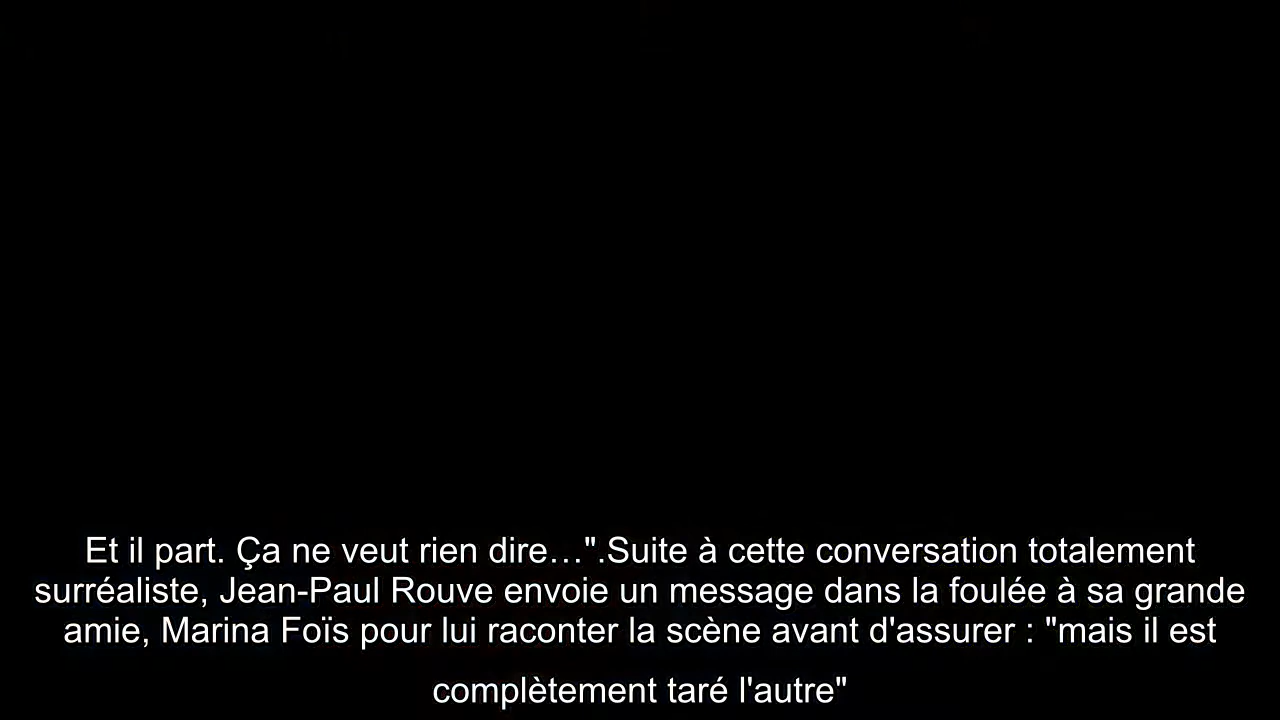 Et il part. Ça ne veut rien dire…".Suite à cette conversation totalement
surréaliste, Jean-Paul Rouve envoie un message dans la foulée à sa grande
amie, Marina Foïs pour lui raconter la scène avant d'assurer : "mais il est
complètement taré l'autre"